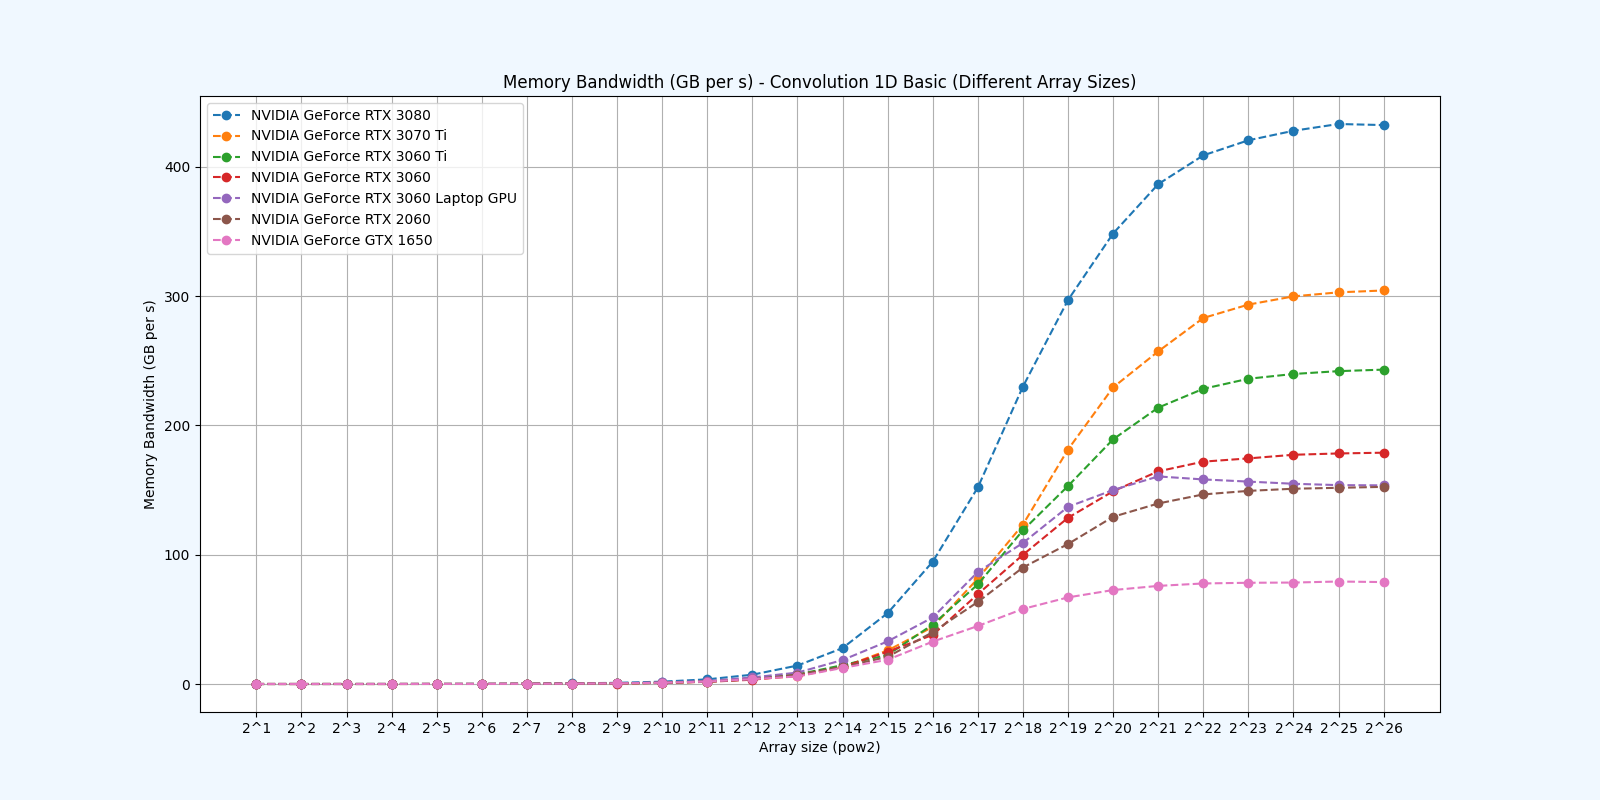 Memory Bandwidth (GB per s) - Convolution 1D Basic (Different Array Sizes)
NVIDIA GeForce RTX 3080
NVIDIA GeForce RTX 3070 Ti
NVIDIA GeForce RTX 3060 Ti
NVIDIA GeForce RTX 3060
NVIDIA GeForce RTX 3060 Laptop GPU
NVIDIA GeForce RTX 2060
NVIDIA GeForce GTX 1650
Memory Bandwidth (GB per s)
400
300
200
100
0
2^1 2^2 2^3 2^4 2^5 2^6 2^7 2^8 2^9 2^10 2^11 2^12 2^13 2^14 2^15 2^16 2^17 2^18 2^19 2^20 2^21 2^22 2^23 2^24 2^25 2^26
Array size (pow2)